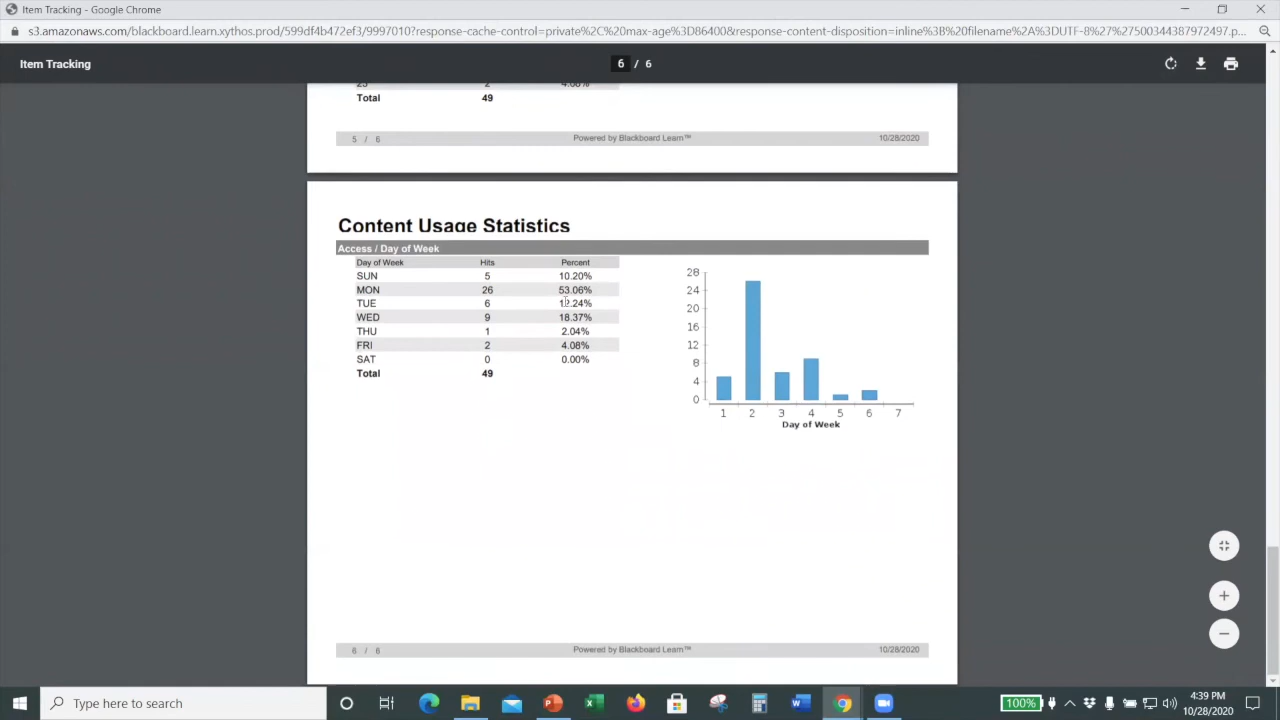 Item Tracking - Google Chrome
s3.amazonaws.com/blackboard.learn.xythos.prod/599df4b472ef3/9997010?response-cache-control=private%2C%20max-age%3D86400&response-content-disposition=inline%3B%20filename%2A%3DUTF-8%27%27500344387972497.p...
Item Tracking
6 / 6
Total 49
5 / 6 Powered by Blackboard Learn™ 10/28/2020
Content Usage Statistics
Access / Day of Week
Day of Week Hits Percent
SUN 5 10.20%
MON 26 53.06%
TUE 6 12.24%
WED 9 18.37%
THU 1 2.04%
FRI 2 4.08%
SAT 0 0.00%
Total 49
28
24
20
16
12
8
4
0
1 2 3 4 5 6 7
Day of Week
6 / 6 Powered by Blackboard Learn™ 10/28/2020
Type here to search
100%
4:39 PM
10/28/2020